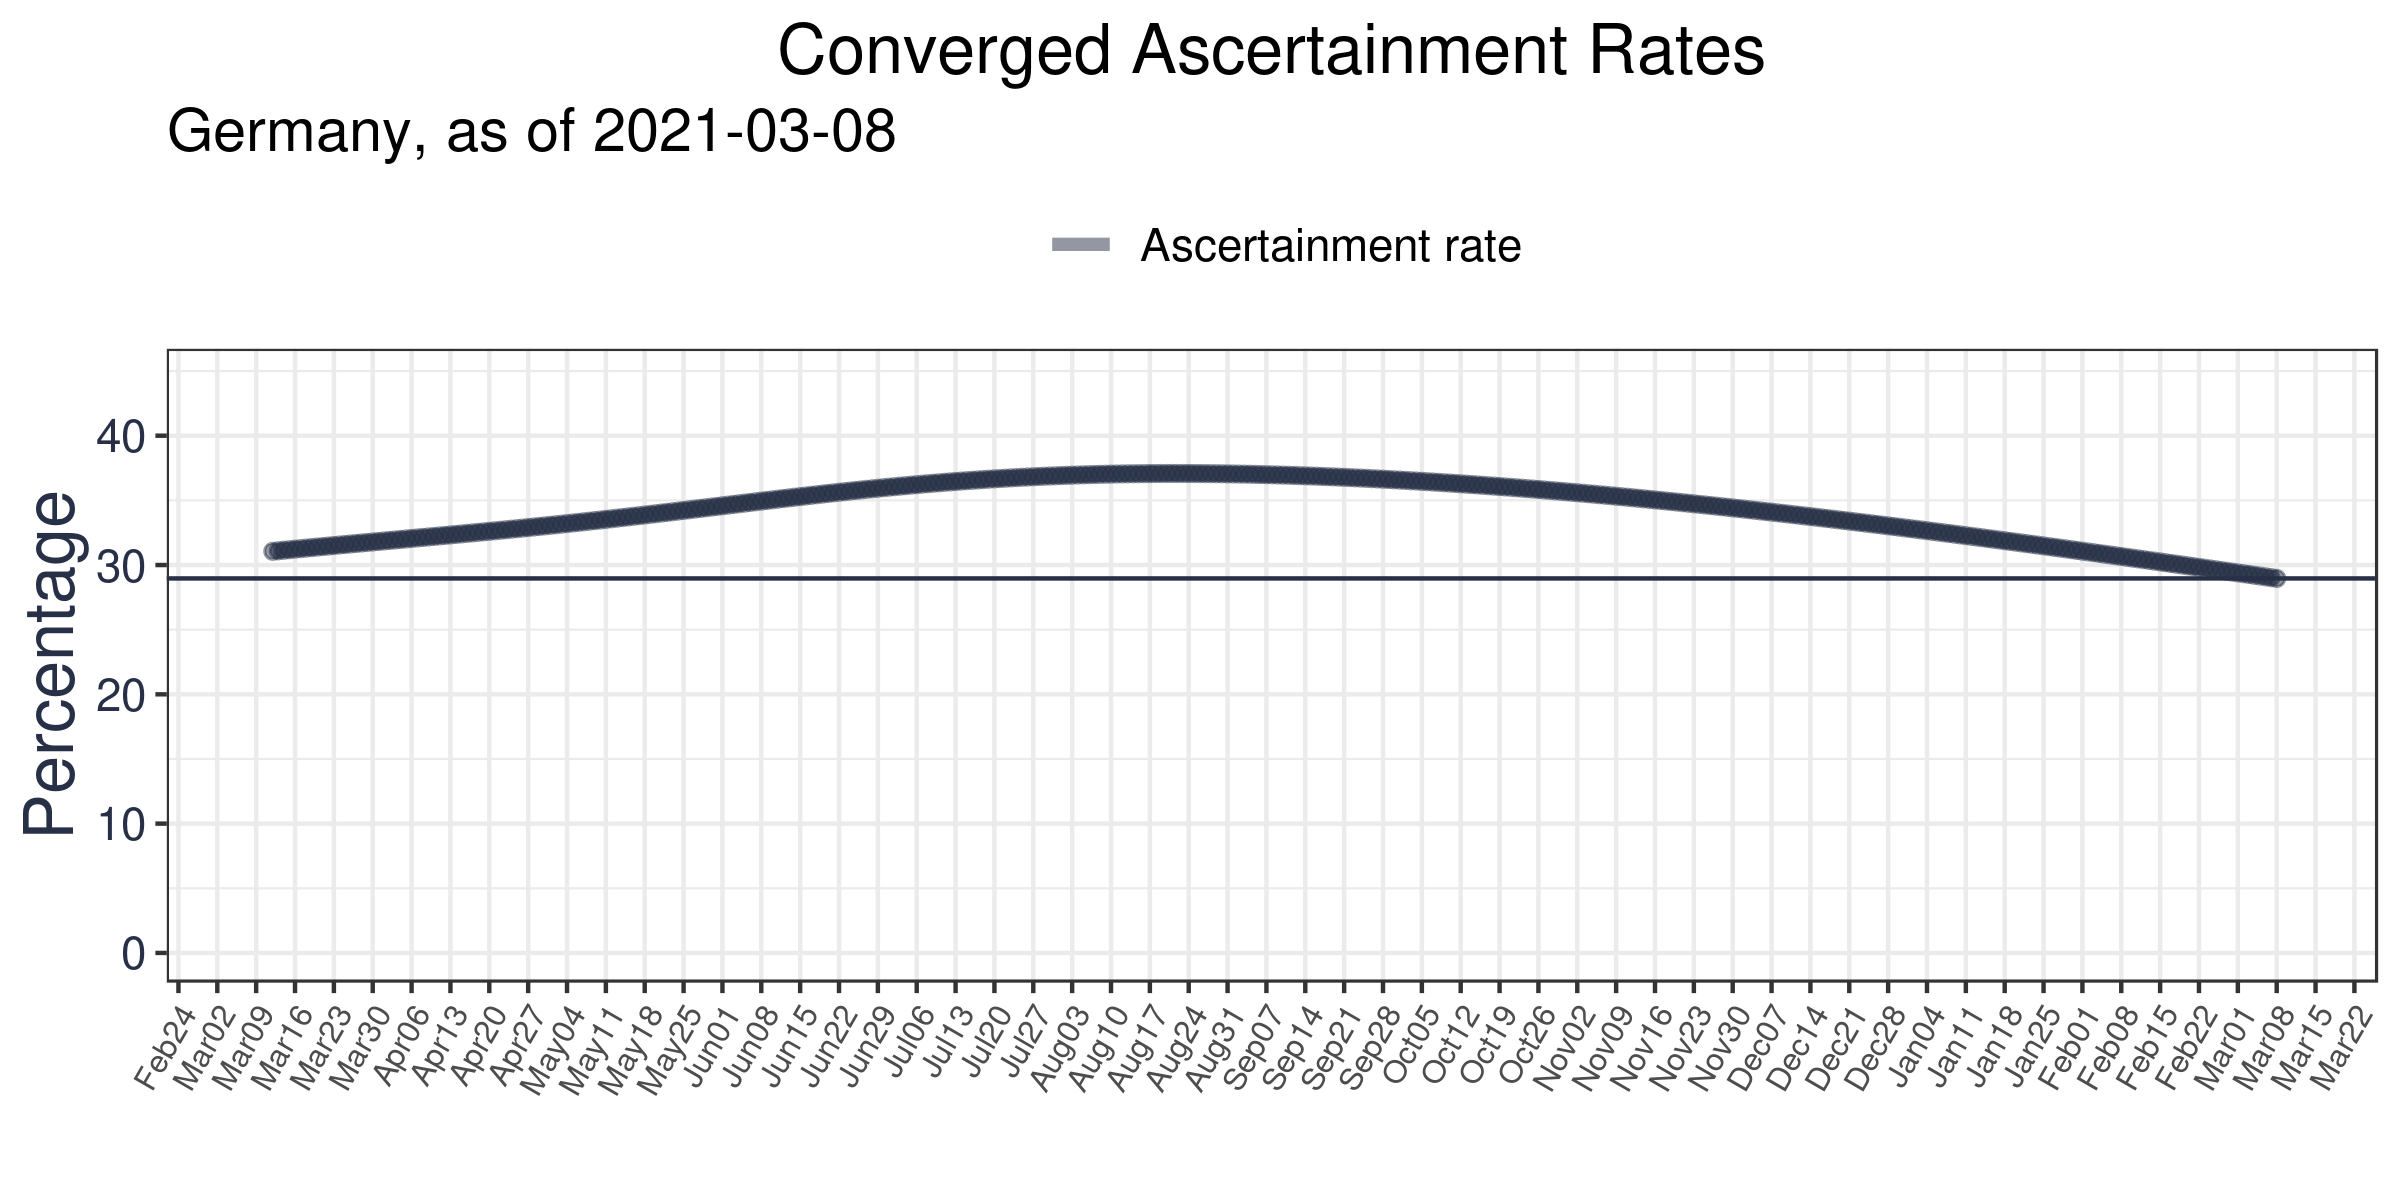 Converged Ascertainment Rates
Germany, as of 2021-03-08
Ascertainment rate
Percentage
40
30
20
10
0
Feb24 Mar02 Mar09 Mar16 Mar23 Mar30 Apr06 Apr13 Apr20 Apr27 May04 May11 May18 May25 Jun01 Jun08 Jun15 Jun22 Jun29 Jul06 Jul13 Jul20 Jul27 Aug03 Aug10 Aug17 Aug24 Aug31 Sep07 Sep14 Sep21 Sep28 Oct05 Oct12 Oct19 Oct26 Nov02 Nov09 Nov16 Nov23 Nov30 Dec07 Dec14 Dec21 Dec28 Jan04 Jan11 Jan18 Jan25 Feb01 Feb08 Feb15 Feb22 Mar01 Mar08 Mar15 Mar22